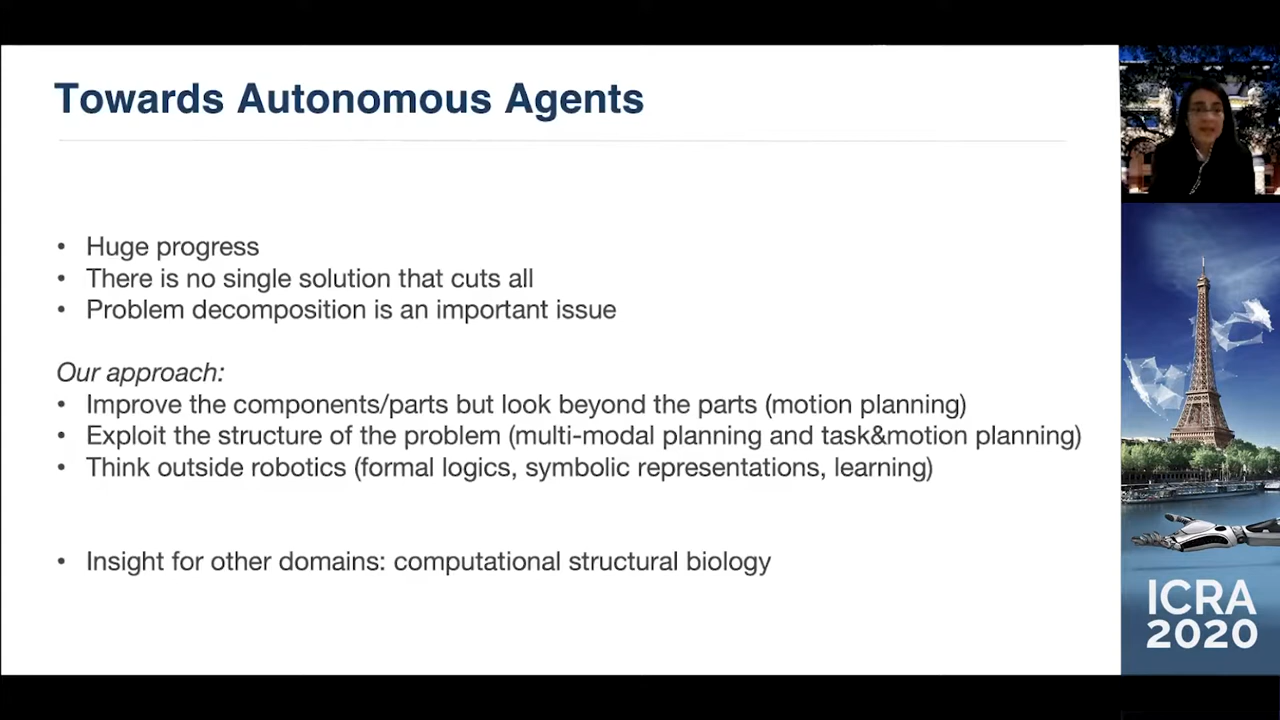 Towards Autonomous Agents
• Huge progress
• There is no single solution that cuts all
• Problem decomposition is an important issue
Our approach:
• Improve the components/parts but look beyond the parts (motion planning)
• Exploit the structure of the problem (multi-modal planning and task&motion planning)
• Think outside robotics (formal logics, symbolic representations, learning)
• Insight for other domains: computational structural biology
ICRA
2020